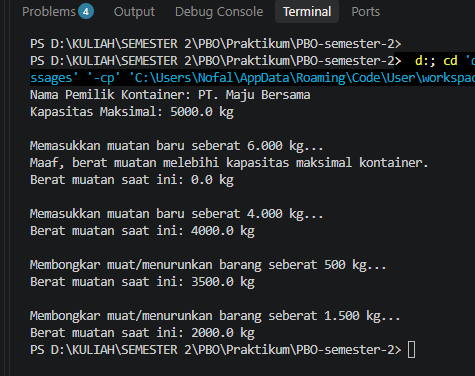 Problems 4 Output Debug Console Terminal Ports
PS D:\KULIAH\SEMESTER 2\PBO\Praktikum\PBO-semester-2>
PS D:\KULIAH\SEMESTER 2\PBO\Praktikum\PBO-semester-2> d:; cd 'd
ssages' '-cp' 'C:\Users\Nofal\AppData\Roaming\Code\User\workspac
Nama Pemilik Kontainer: PT. Maju Bersama
Kapasitas Maksimal: 5000.0 kg
Memasukkan muatan baru seberat 6.000 kg...
Maaf, berat muatan melebihi kapasitas maksimal kontainer.
Berat muatan saat ini: 0.0 kg
Memasukkan muatan baru seberat 4.000 kg...
Berat muatan saat ini: 4000.0 kg
Membongkar muat/menurunkan barang seberat 500 kg...
Berat muatan saat ini: 3500.0 kg
Membongkar muat/menurunkan barang seberat 1.500 kg...
Berat muatan saat ini: 2000.0 kg
PS D:\KULIAH\SEMESTER 2\PBO\Praktikum\PBO-semester-2>